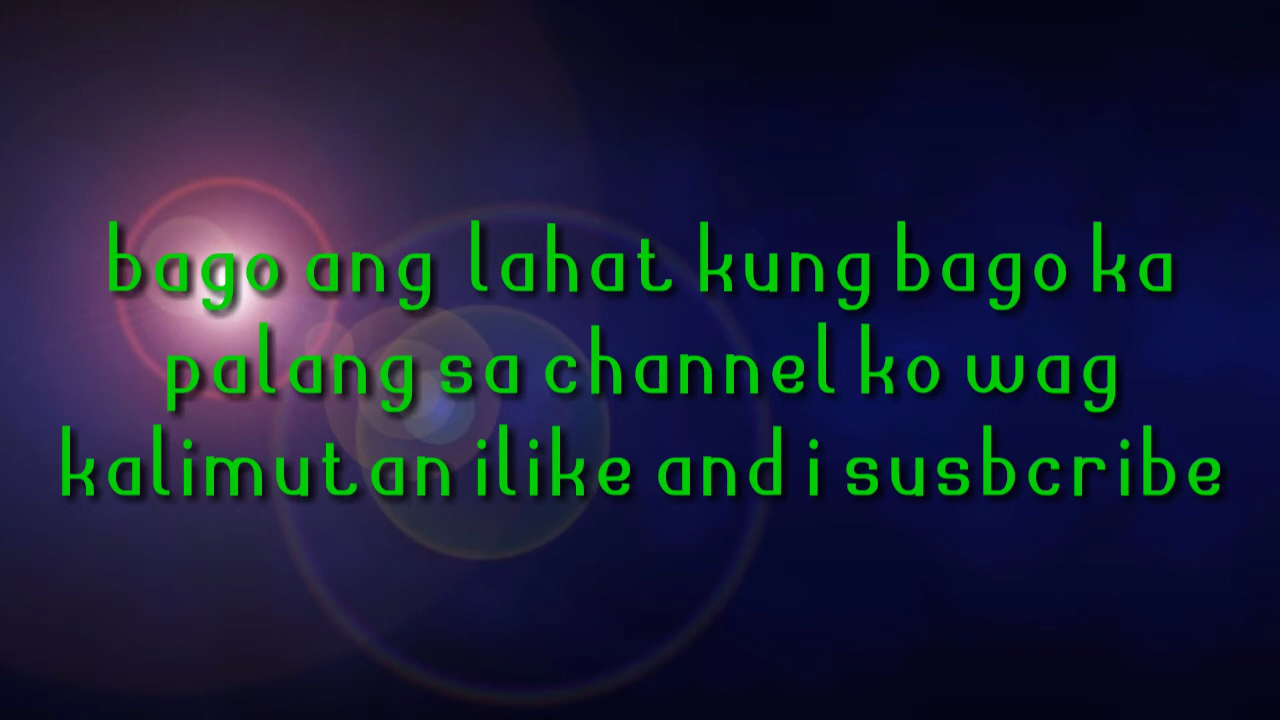 bago ang lahat kung bago ka
palang sa channel ko wag
kalimutan ilike and i susbcribe